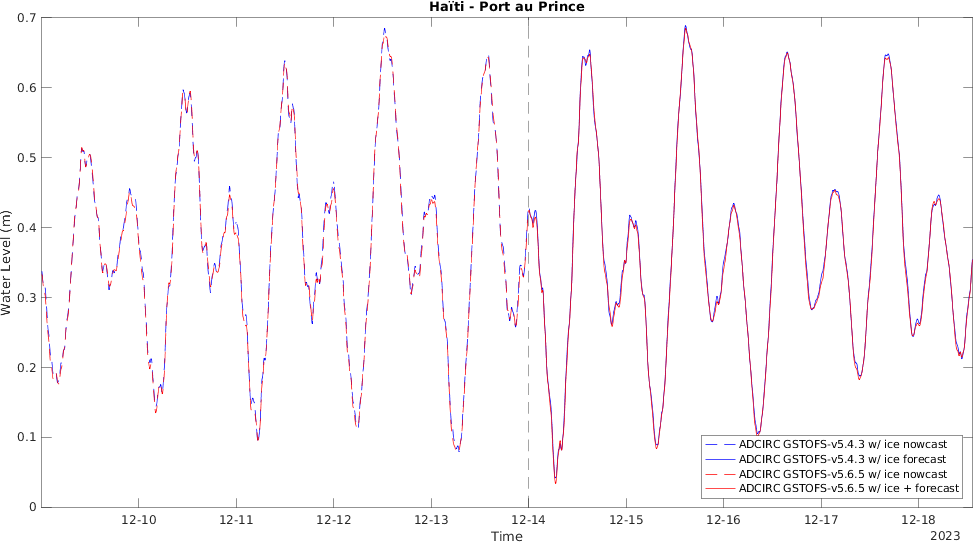 Haïti - Port au Prince
0.7
0.6
0.5
0.4
0.3
0.2
0.1
0
Water Level (m)
ADCIRC GSTOFS-v5.4.3 w/ ice nowcast
ADCIRC GSTOFS-v5.4.3 w/ ice forecast
ADCIRC GSTOFS-v5.6.5 w/ ice nowcast
ADCIRC GSTOFS-v5.6.5 w/ ice + forecast
12-10 12-11 12-12 12-13 12-14 12-15 12-16 12-17 12-18
Time
2023